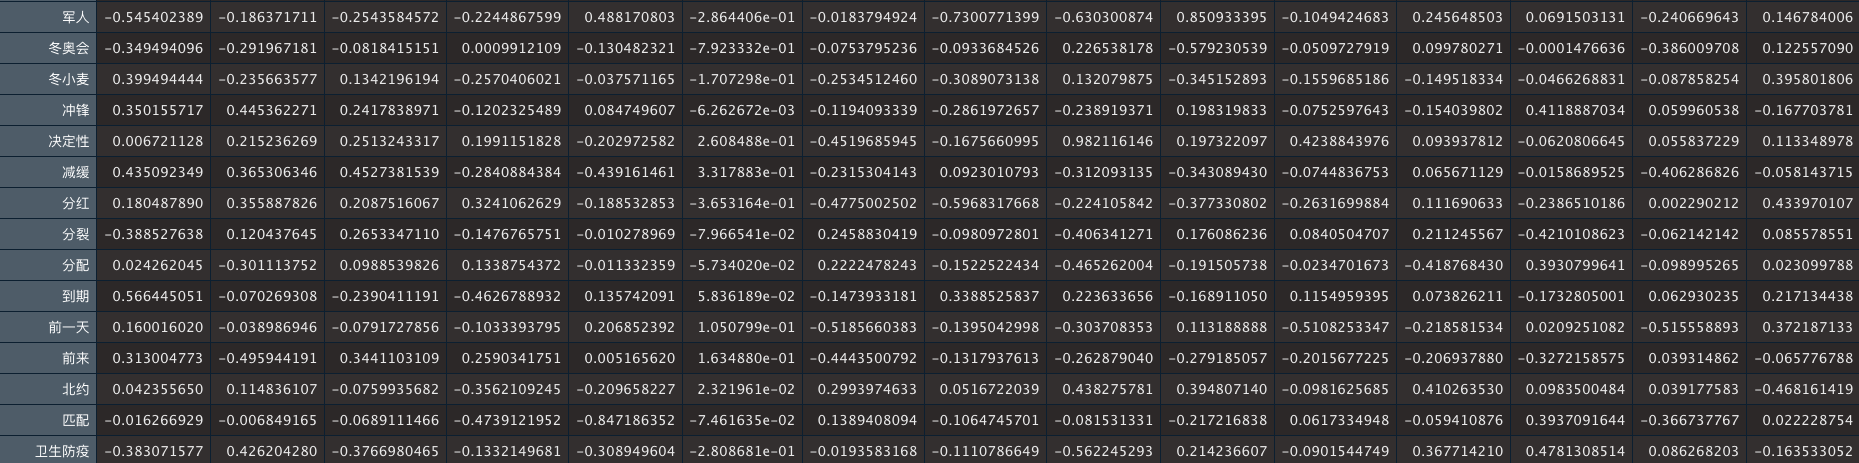 军人 −0.545402389 −0.186371711 −0.2543584572 −0.2244867599 0.488170803 −2.864406e−01 −0.0183794924 −0.7300771399 −0.630300874 0.850933395 −0.1049424683 0.245648503 0.0691503131 −0.240669643 0.146784006
冬奥会 −0.349494096 −0.291967181 −0.0818415151 0.0009912109 −0.130482321 −7.923332e−01 −0.0753795236 −0.0933684526 0.226538178 −0.579230539 −0.0509727919 0.099780271 −0.0001476636 −0.386009708 0.122557090
冬小麦 0.399494444 −0.235663577 0.1342196194 −0.2570406021 −0.037571165 −1.707298e−01 −0.2534512460 −0.3089073138 0.132079875 −0.345152893 −0.1559685186 −0.149518334 −0.0466268831 −0.087858254 0.395801806
冲锋 0.350155717 0.445362271 0.2417838971 −0.1202325489 0.084749607 −6.262672e−03 −0.1194093339 −0.2861972657 −0.238919371 0.198319833 −0.0752597643 −0.154039802 0.4118887034 0.059960538 −0.167703781
决定性 0.006721128 0.215236269 0.2513243317 0.1991151828 −0.202972582 2.608488e−01 −0.4519685945 −0.1675660995 0.982116146 0.197322097 0.4238843976 0.093937812 −0.0620806645 0.055837229 0.113348978
减缓 0.435092349 0.365306346 0.4527381539 −0.2840884384 −0.439161461 3.317883e−01 −0.2315304143 0.0923010793 −0.312093135 −0.343089430 −0.0744836753 0.065671129 −0.0158689525 −0.406286826 −0.058143715
分红 0.180487890 0.355887826 0.2087516067 0.3241062629 −0.188532853 −3.653164e−01 −0.4775002502 −0.5968317668 −0.224105842 −0.377330802 −0.2631699884 0.111690633 −0.2386510186 0.002290212 0.433970107
分裂 −0.388527638 0.120437645 0.2653347110 −0.1476765751 −0.010278969 −7.966541e−02 0.2458830419 −0.0980972801 −0.406341271 0.176086236 0.0840504707 0.211245567 −0.4210108623 −0.062142142 0.085578551
分配 0.024262045 −0.301113752 0.0988539826 0.1338754372 −0.011332359 −5.734020e−02 0.2222478243 −0.1522522434 −0.465262004 −0.191505738 −0.0234701673 −0.418768430 0.3930799641 −0.098995265 0.023099788
到期 0.566445051 −0.070269308 −0.2390411191 −0.4626788932 0.135742091 5.836189e−02 −0.1473933181 0.3388525837 0.223633656 −0.168911050 0.1154959395 0.073826211 −0.1732805001 0.062930235 0.217134438
前一天 0.160016020 −0.038986946 −0.0791727856 −0.1033393795 0.206852392 1.050799e−01 −0.5185660383 −0.1395042998 −0.303708353 0.113188888 −0.5108253347 −0.218581534 0.0209251082 −0.515558893 0.372187133
前来 0.313004773 −0.495944191 0.3441103109 0.2590341751 0.005165620 1.634880e−01 −0.4443500792 −0.1317937613 −0.262879040 −0.279185057 −0.2015677225 −0.206937880 −0.3272158575 0.039314862 −0.065776788
北约 0.042355650 0.114836107 −0.0759935682 −0.3562109245 −0.209658227 2.321961e−02 0.2993974633 0.0516722039 0.438275781 0.394807140 −0.0981625685 0.410263530 0.0983500484 0.039177583 −0.468161419
匹配 −0.016266929 −0.006849165 −0.0689111466 −0.4739121952 −0.847186352 −7.461635e−02 0.1389408094 −0.1064745701 −0.081531331 −0.217216838 0.0617334948 −0.059410876 0.3937091644 −0.366737767 0.022228754
卫生防疫 −0.383071577 0.426204280 −0.3766980465 −0.1332149681 −0.308949604 −2.808681e−01 −0.0193583168 −0.1110786649 −0.562245293 0.214236607 −0.0901544749 0.367714210 0.4781308514 0.086268203 −0.163533052